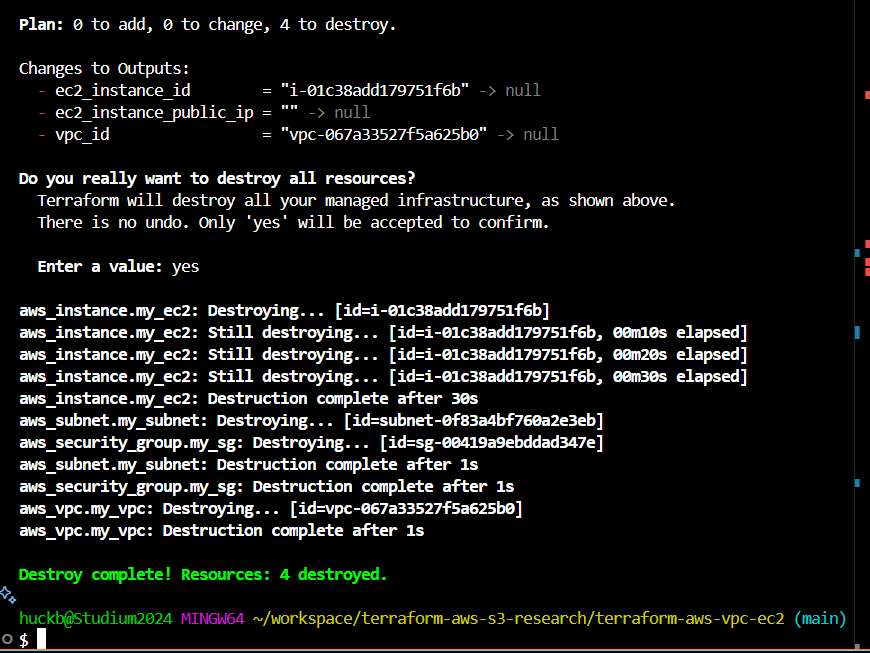 Plan: 0 to add, 0 to change, 4 to destroy.
Changes to Outputs:
- ec2_instance_id = "i-01c38add179751f6b" -> null
- ec2_instance_public_ip = "" -> null
- vpc_id = "vpc-067a33527f5a625b0" -> null
Do you really want to destroy all resources?
Terraform will destroy all your managed infrastructure, as shown above.
There is no undo. Only 'yes' will be accepted to confirm.
Enter a value: yes
aws_instance.my_ec2: Destroying... [id=i-01c38add179751f6b]
aws_instance.my_ec2: Still destroying... [id=i-01c38add179751f6b, 00m10s elapsed]
aws_instance.my_ec2: Still destroying... [id=i-01c38add179751f6b, 00m20s elapsed]
aws_instance.my_ec2: Still destroying... [id=i-01c38add179751f6b, 00m30s elapsed]
aws_instance.my_ec2: Destruction complete after 30s
aws_subnet.my_subnet: Destroying... [id=subnet-0f83a4bf760a2e3eb]
aws_security_group.my_sg: Destroying... [id=sg-00419a9ebddad347e]
aws_subnet.my_subnet: Destruction complete after 1s
aws_security_group.my_sg: Destruction complete after 1s
aws_vpc.my_vpc: Destroying... [id=vpc-067a33527f5a625b0]
aws_vpc.my_vpc: Destruction complete after 1s
Destroy complete! Resources: 4 destroyed.
huckb@Studium2024 MINGW64 ~/workspace/terraform-aws-s3-research/terraform-aws-vpc-ec2 (main)
$